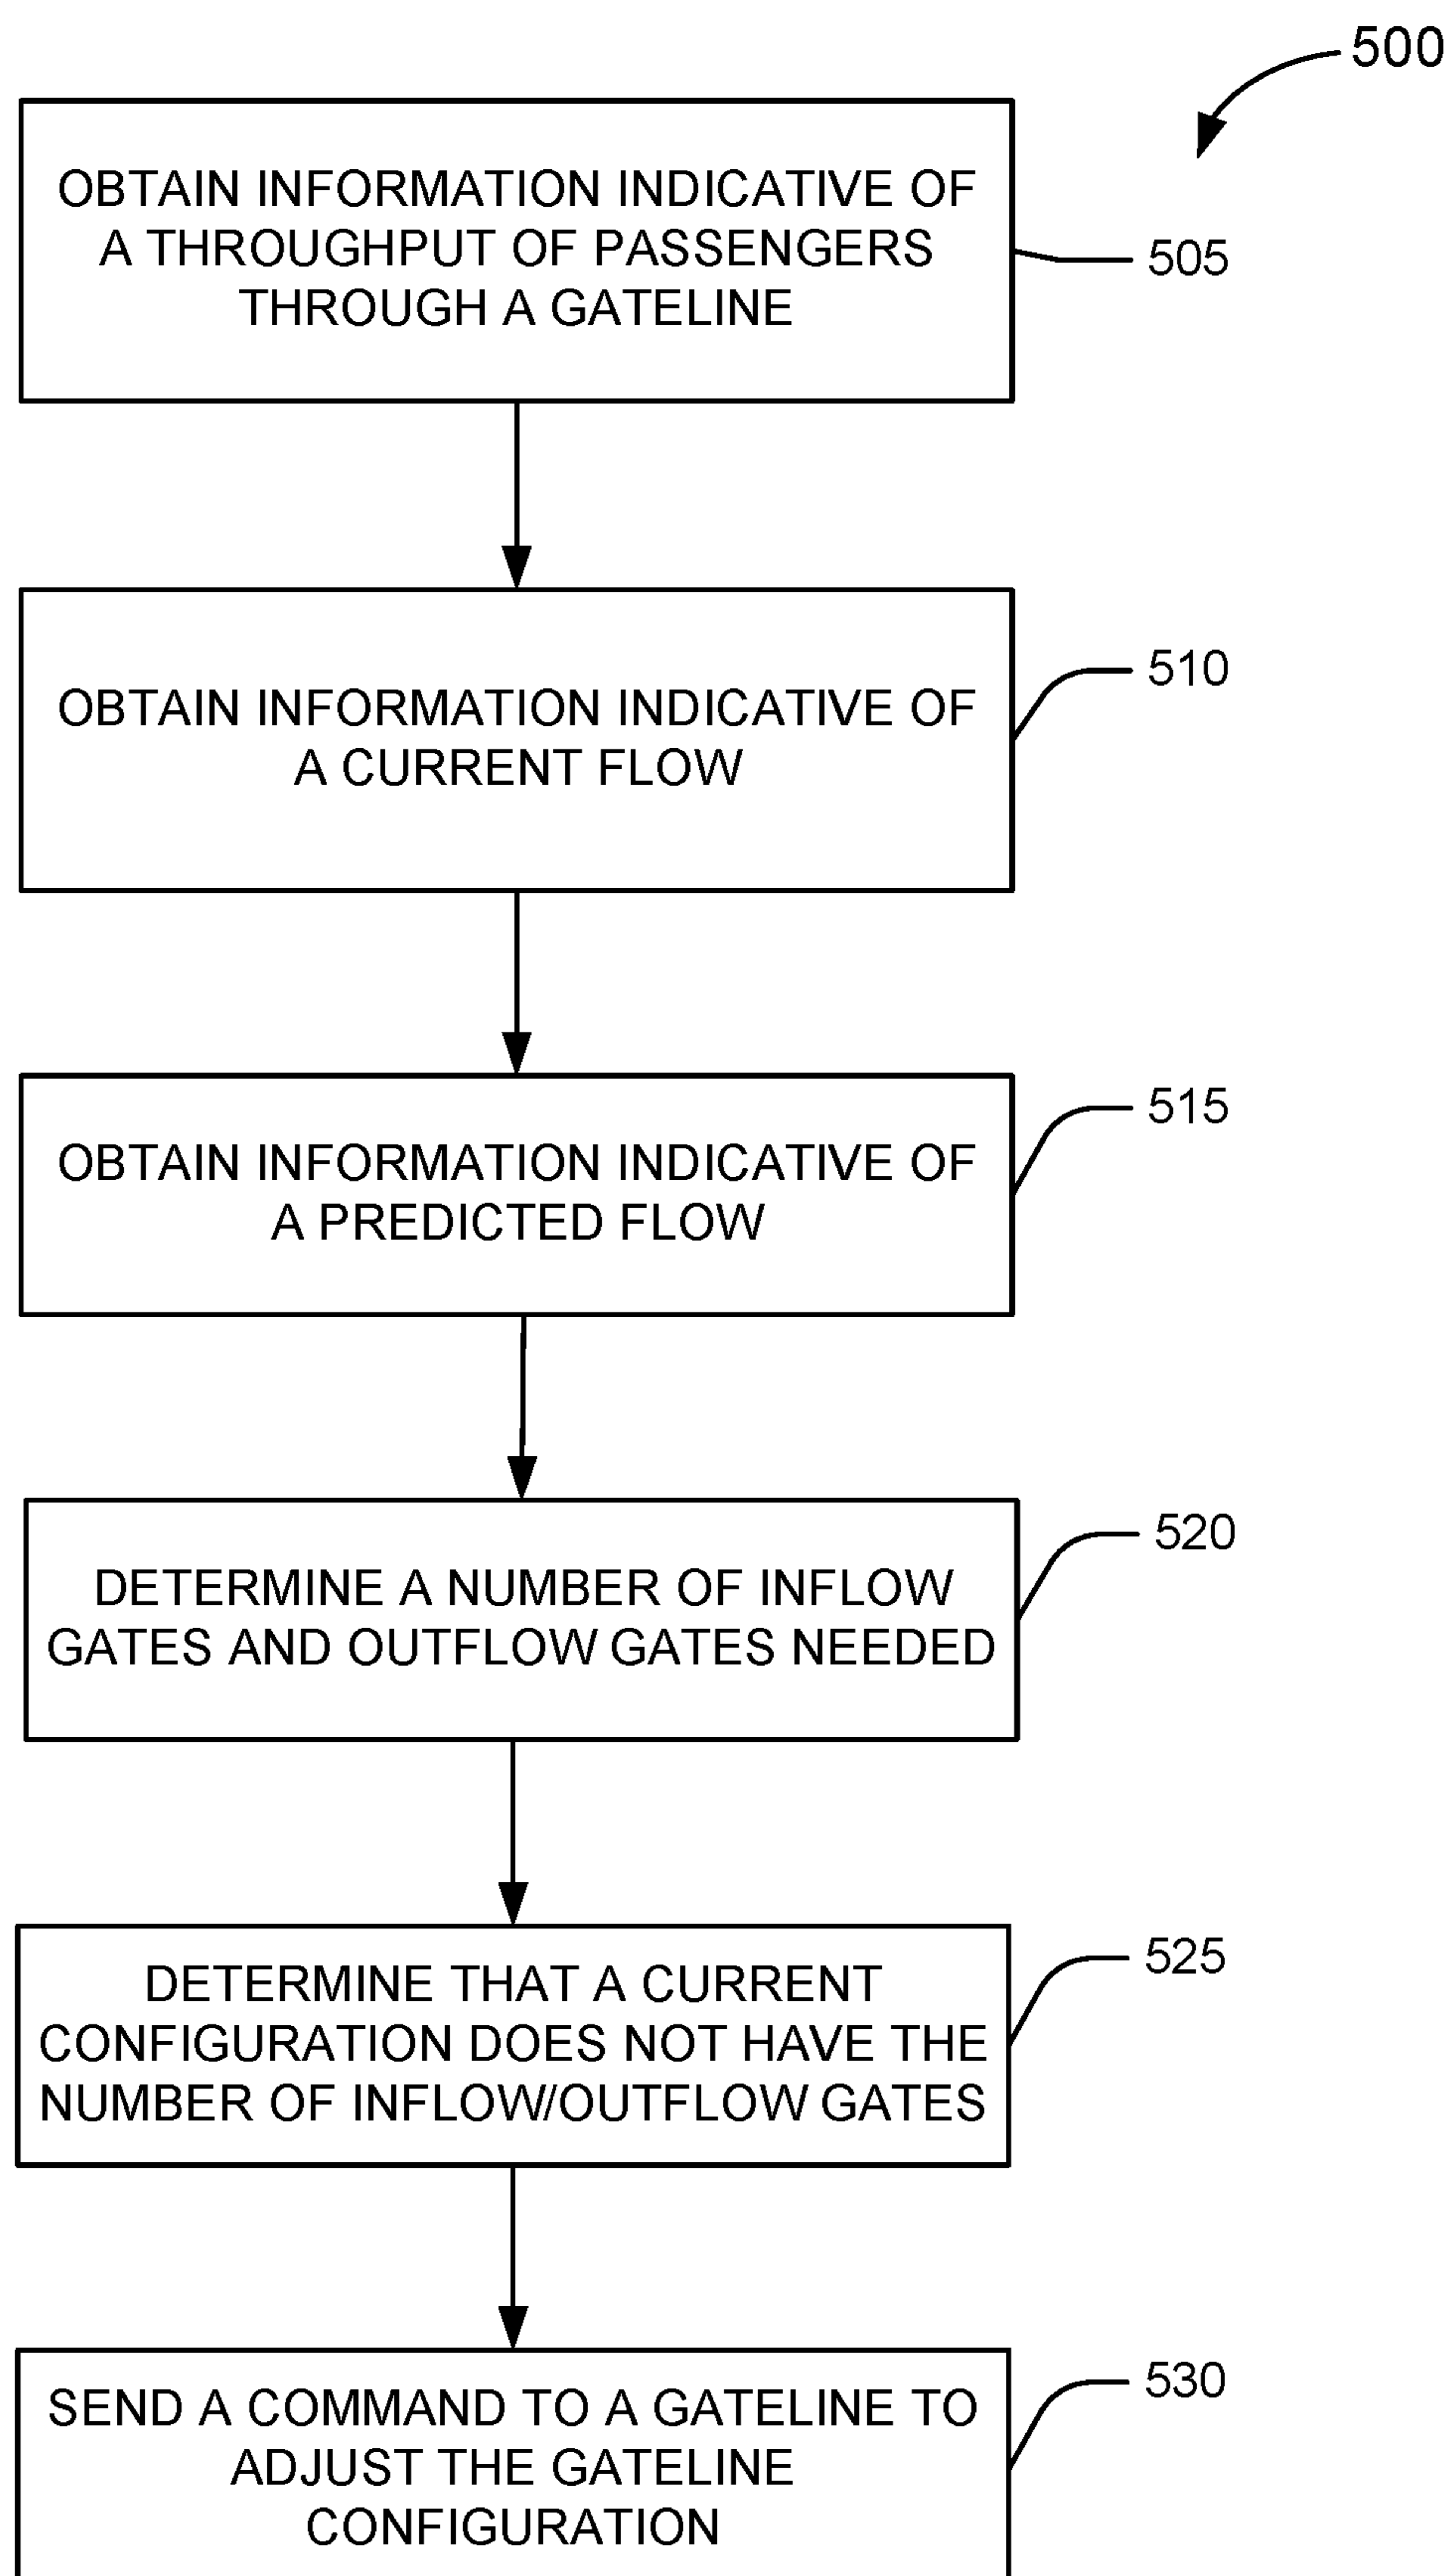 500
OBTAIN INFORMATION INDICATIVE OF
A THROUGHPUT OF PASSENGERS
THROUGH A GATELINE
505
OBTAIN INFORMATION INDICATIVE OF
A CURRENT FLOW
510
OBTAIN INFORMATION INDICATIVE OF
A PREDICTED FLOW
515
DETERMINE A NUMBER OF INFLOW
GATES AND OUTFLOW GATES NEEDED
520
DETERMINE THAT A CURRENT
CONFIGURATION DOES NOT HAVE THE
NUMBER OF INFLOW/OUTFLOW GATES
525
SEND A COMMAND TO A GATELINE TO
ADJUST THE GATELINE
CONFIGURATION
530